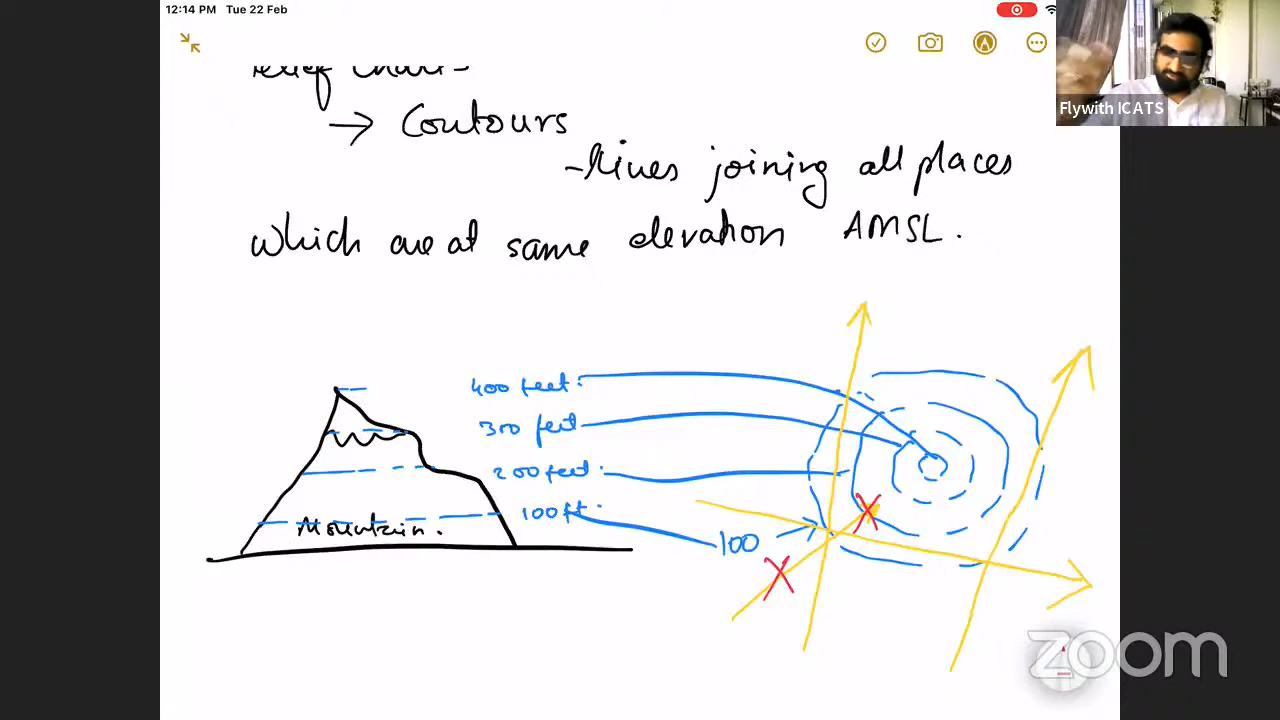 12:14 PM Tue 22 Feb
Flywith ICATS
→ Contours
- lines joining all places
which are at same elevation AMSL.
400 feet.
300 feet
200 feet.
100 ft.
Mountain.
100
zoom